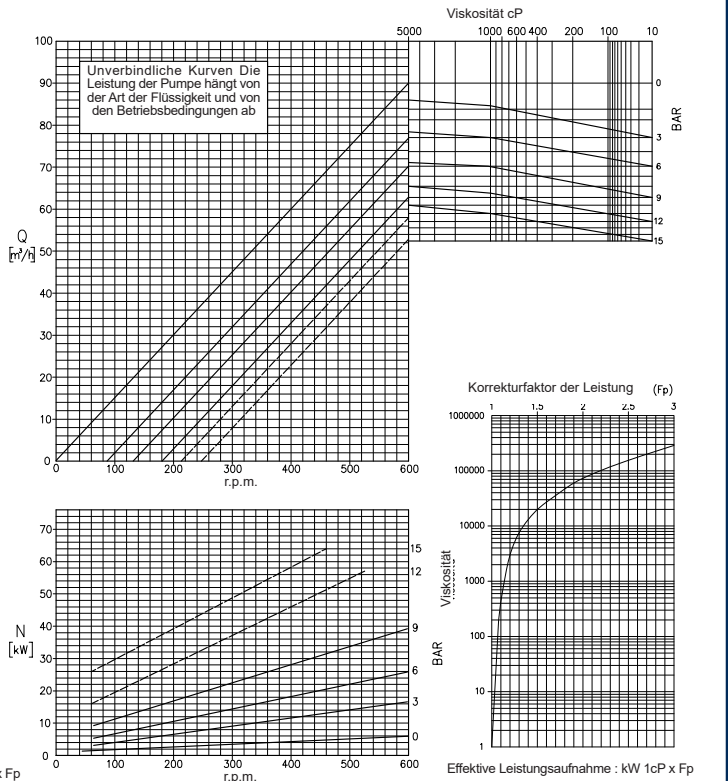 Viskosität cP
5000 1000 600 400 200 100 10
100
90
80
70
60
50
40
30
20
10
0
Unverbindliche Kurven Die
Leistung der Pumpe hängt von
der Art der Flüssigkeit und von
den Betriebsbedingungen ab
Q
[m³/h]
0
3
6
9
12
15
BAR
0 100 200 300 400 500 600
r.p.m.
70
60
50
40
30
20
10
0
N
[kW]
15
12
9
6
3
0
BAR
0 100 200 300 400 500 600
r.p.m.
x Fp
Korrekturfaktor der Leistung (Fp)
1 1.5 2 2.5 3
1000000
100000
10000
1000
100
10
1
Viskosität
Effektive Leistungsaufnahme : kW 1cP x Fp